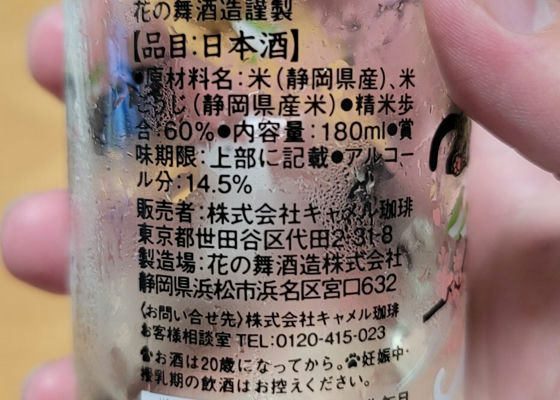 花の舞酒造謹製
【品目:日本酒】
●原材料名:米(静岡県産)、米
こうじ(静岡県産米)●精米歩
合:60%●内容量:180ml●賞
味期限:上部に記載●アルコー
ル分:14.5%
販売者:株式会社キャメル珈琲
東京都世田谷区代田2-31-8
製造場:花の舞酒造株式会社
静岡県浜松市浜名区宮口632
〈お問い合せ先〉株式会社キャメル珈琲
お客様相談室 TEL:0120-415-023
お酒は20歳になってから。妊娠中・
授乳期の飲酒はお控えください。